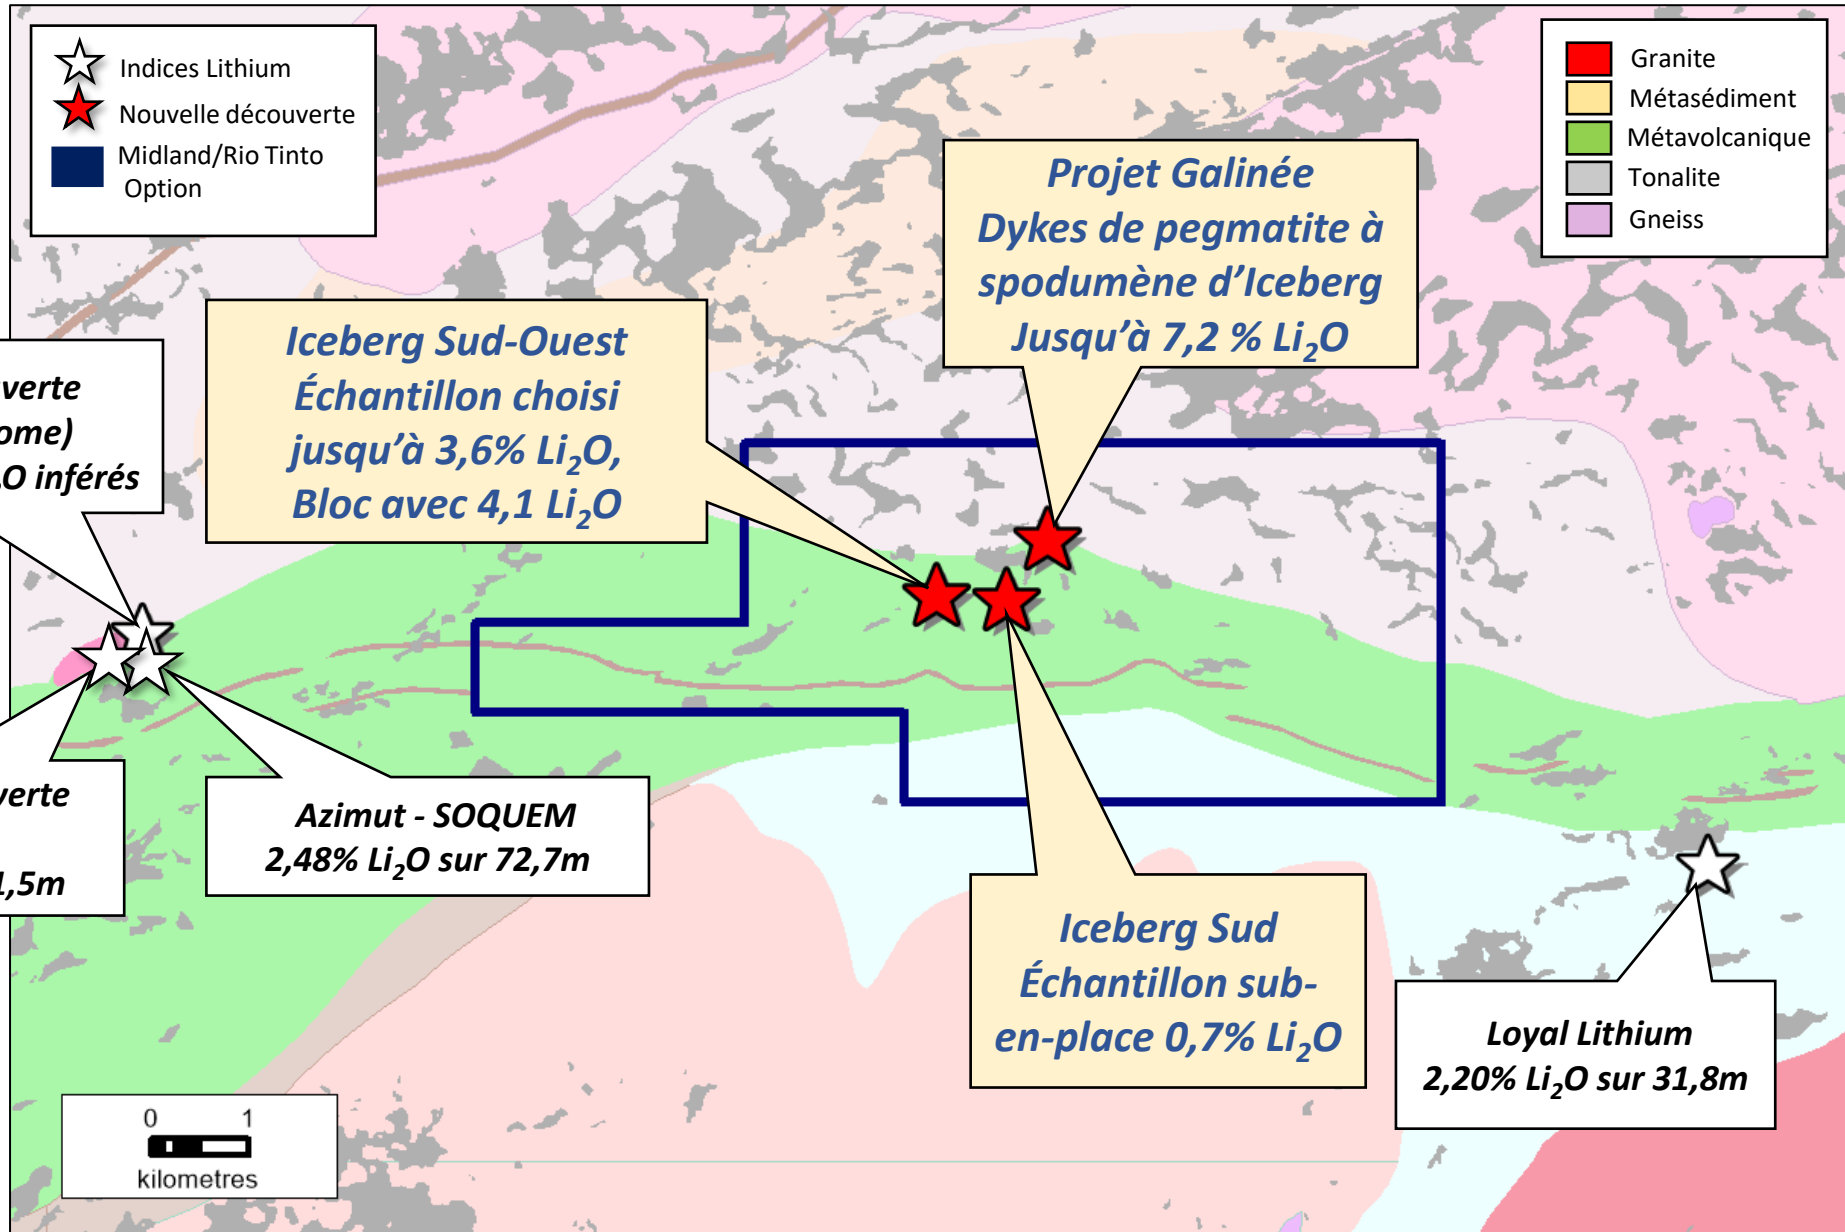 Indices Lithium
Nouvelle découverte
Midland/Rio Tinto
Option
Granite
Métasédiment
Métavolcanique
Tonalite
Gneiss
Projet Galinée
Dykes de pegmatite à
spodumène d’Iceberg
Jusqu’à 7,2 % Li₂O
Iceberg Sud-Ouest
Échantillon choisi
jusqu’à 3,6% Li₂O,
Bloc avec 4,1 Li₂O
inférés
Azimut - SOQUEM
2,48% Li₂O sur 72,7m
Iceberg Sud
Échantillon sub-
en-place 0,7% Li₂O
Loyal Lithium
2,20% Li₂O sur 31,8m
0 1
kilometres